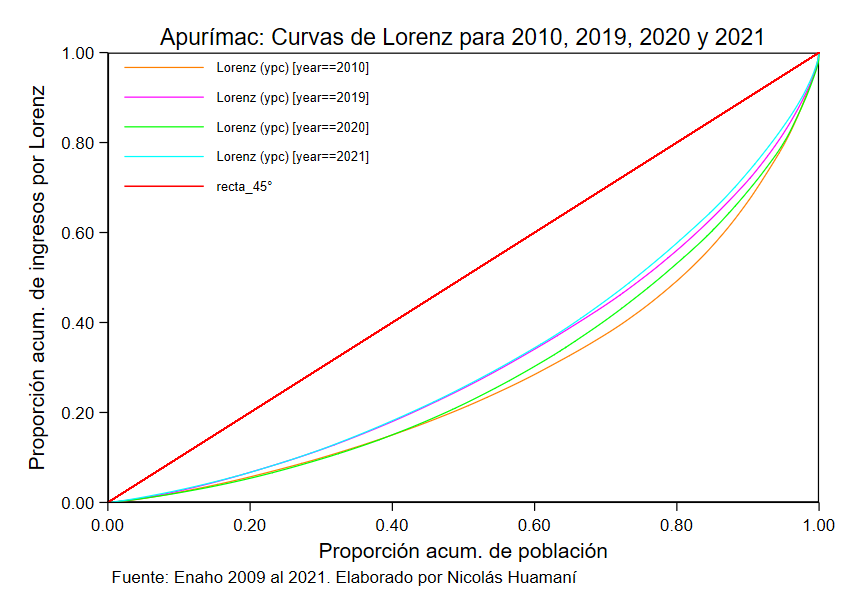 Apurímac: Curvas de Lorenz para 2010, 2019, 2020 y 2021
Proporción acum. de ingresos por Lorenz
1.00
0.80
0.60
0.40
0.20
0.00
Lorenz (ypc) [year==2010]
Lorenz (ypc) [year==2019]
Lorenz (ypc) [year==2020]
Lorenz (ypc) [year==2021]
recta_45°
0.00 0.20 0.40 0.60 0.80 1.00
Proporción acum. de población
Fuente: Enaho 2009 al 2021. Elaborado por Nicolás Huamaní